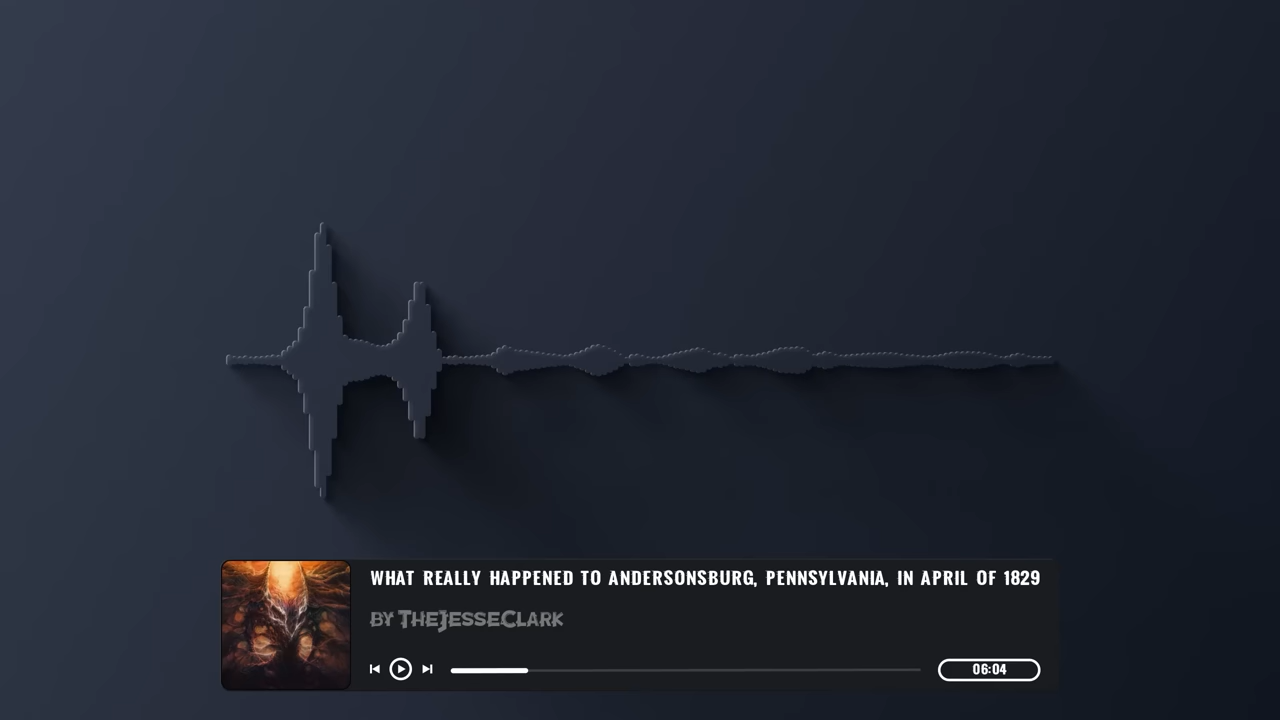 WHAT REALLY HAPPENED TO ANDERSONSBURG, PENNSYLVANIA, IN APRIL OF 1829
BY THEJESSECLARK
06:04